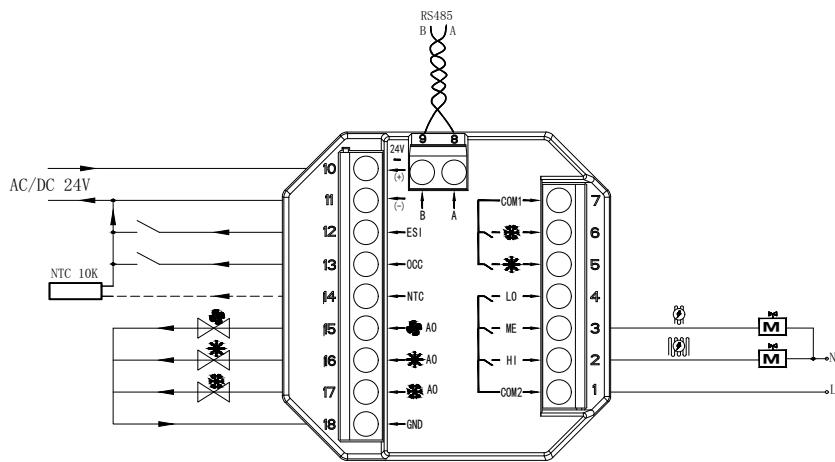 RS485
B A
9 8
24V
10 (+)
AC/DC 24V
11 (-)
B A
COM1 7
12 ESI
6
13 OCC
5
NTC 10K
14 NTC
LO 4
15 AO
ME 3
M
16 AO
HI 2
M
N
17 AO
COM2 1
L
18 GND